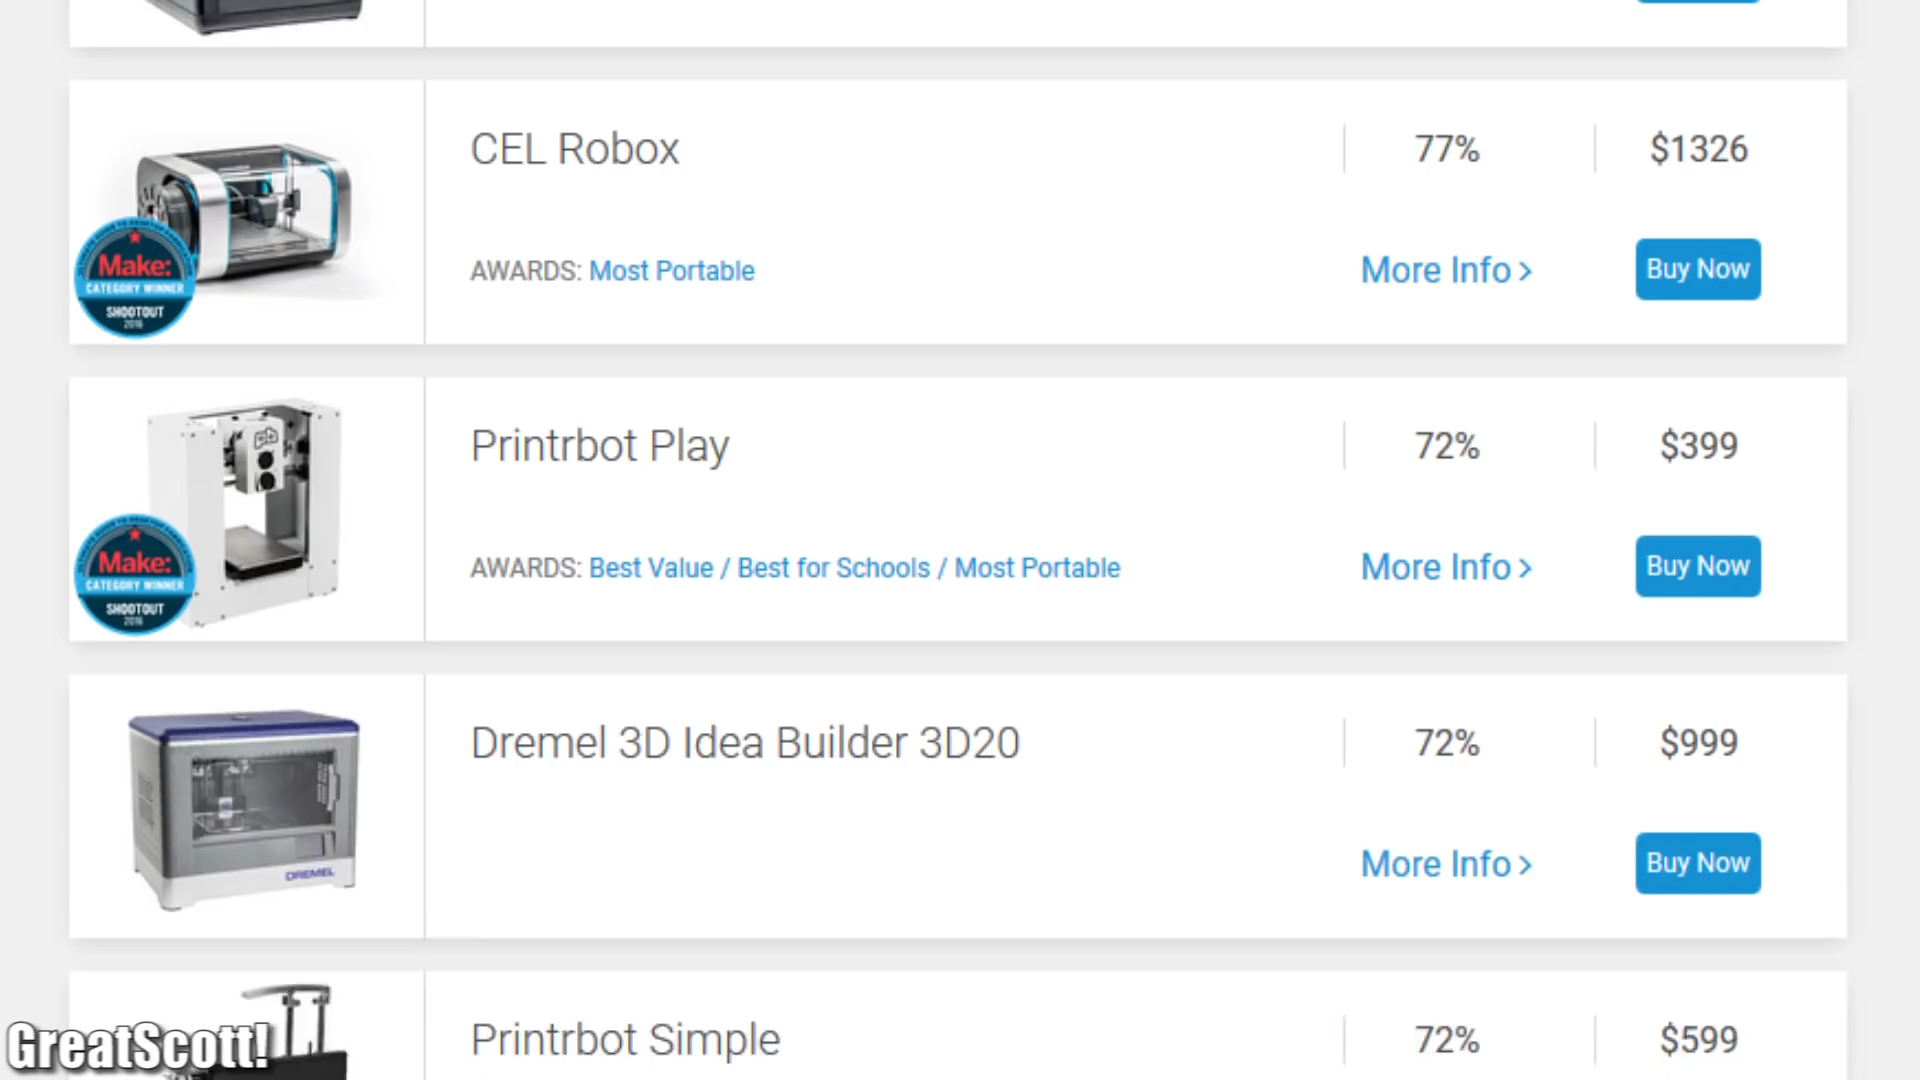 CEL Robox
77%
$1326
AWARDS: Most Portable
More Info >
Buy Now
Make:
CATEGORY WINNER
SHOOTOUT
2016
Printrbot Play
72%
$399
AWARDS: Best Value / Best for Schools / Most Portable
More Info >
Buy Now
Make:
CATEGORY WINNER
SHOOTOUT
2016
Dremel 3D Idea Builder 3D20
72%
$999
More Info >
Buy Now
DREMEL
Printrbot Simple
72%
$599
GreatScott!